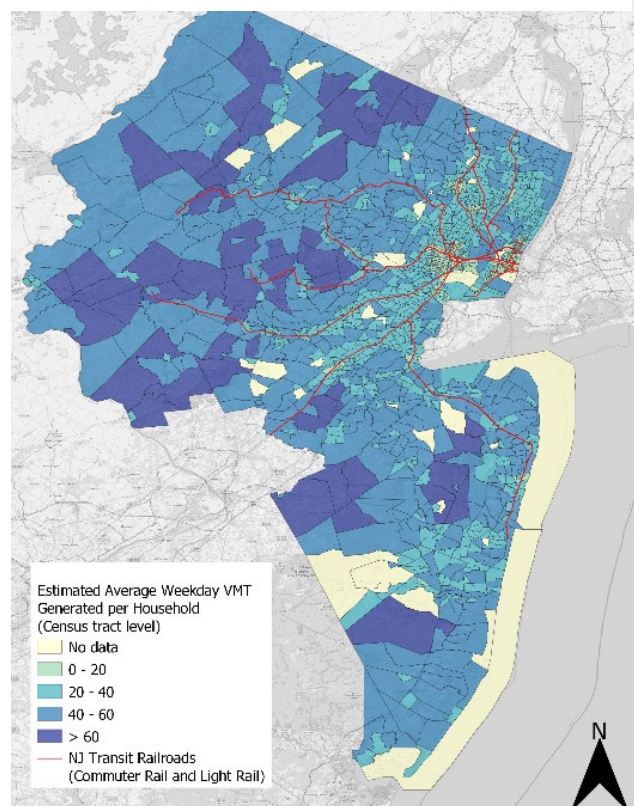 Estimated Average Weekday VMT
Generated per Household
(Census tract level)
No data
0 - 20
20 - 40
40 - 60
> 60
NJ Transit Railroads
(Commuter Rail and Light Rail)
N